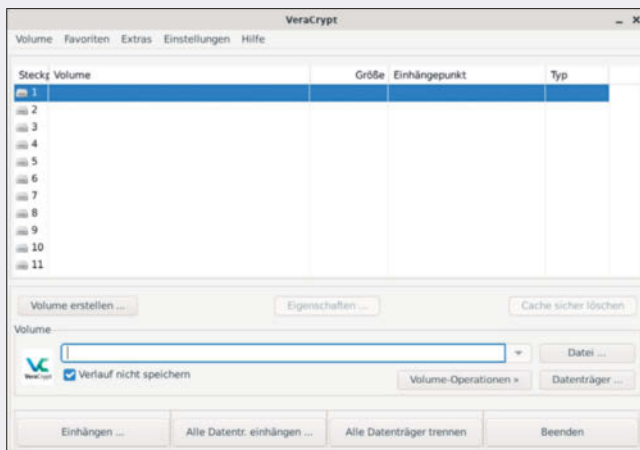 VeraCrypt
Volume Favoriten Extras Einstellungen Hilfe
Steckp Volume Größe Einhängepunkt Typ
1
2
3
4
5
6
7
8
9
10
11
Volume erstellen ... Eigenschaften ... Cache sicher löschen
Volume
Datei ...
VeraCrypt
Verlauf nicht speichern
Volume-Operationen » Datenträger ...
Einhängen ... Alle Datentr. einhängen ... Alle Datenträger trennen Beenden